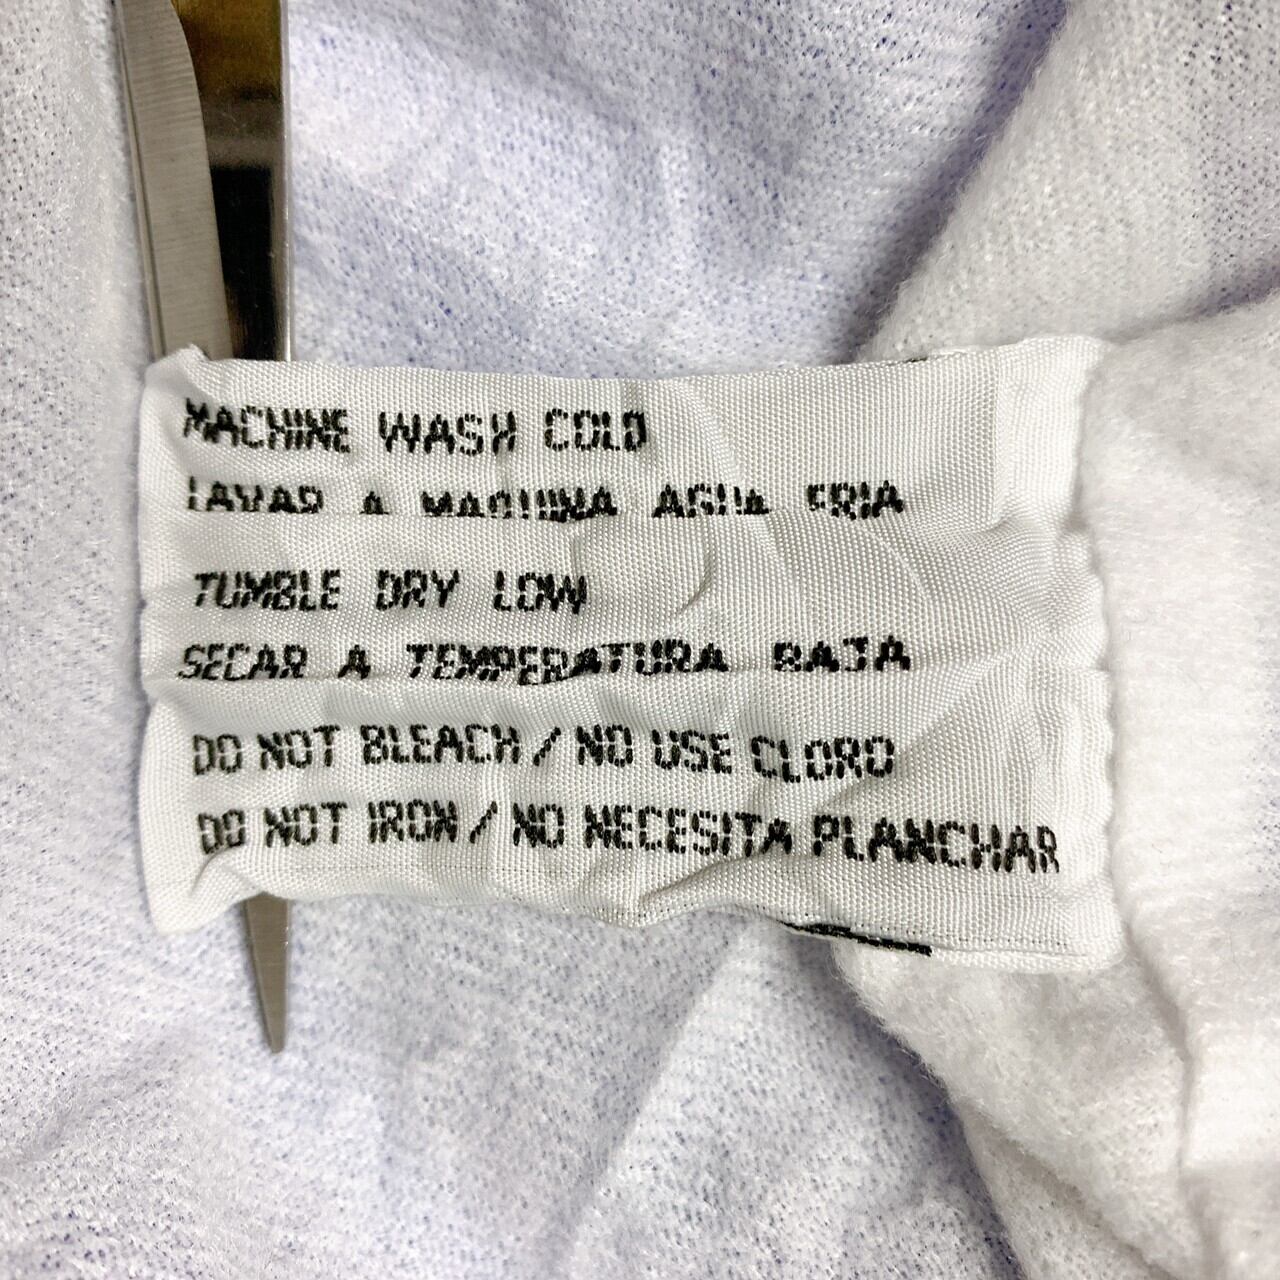 MACHINE WASH COLD
LAVAR A MACHINA AGUA FRIA
TUMBLE DRY LOW
SECAR A TEMPERATURA BAJA
DO NOT BLEACH / NO USE CLORO
DO NOT IRON / NO NECESITA PLANCHAR